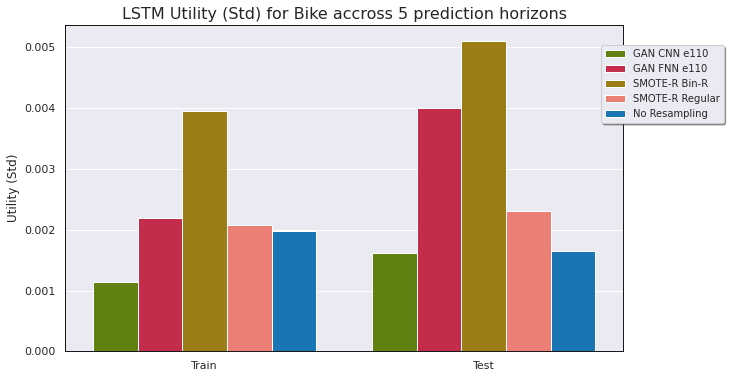 LSTM Utility (Std) for Bike accross 5 prediction horizons
Utility (Std)
0.005
0.004
0.003
0.002
0.001
0.000
Train
Test
GAN CNN e110
GAN FNN e110
SMOTE-R Bin-R
SMOTE-R Regular
No Resampling